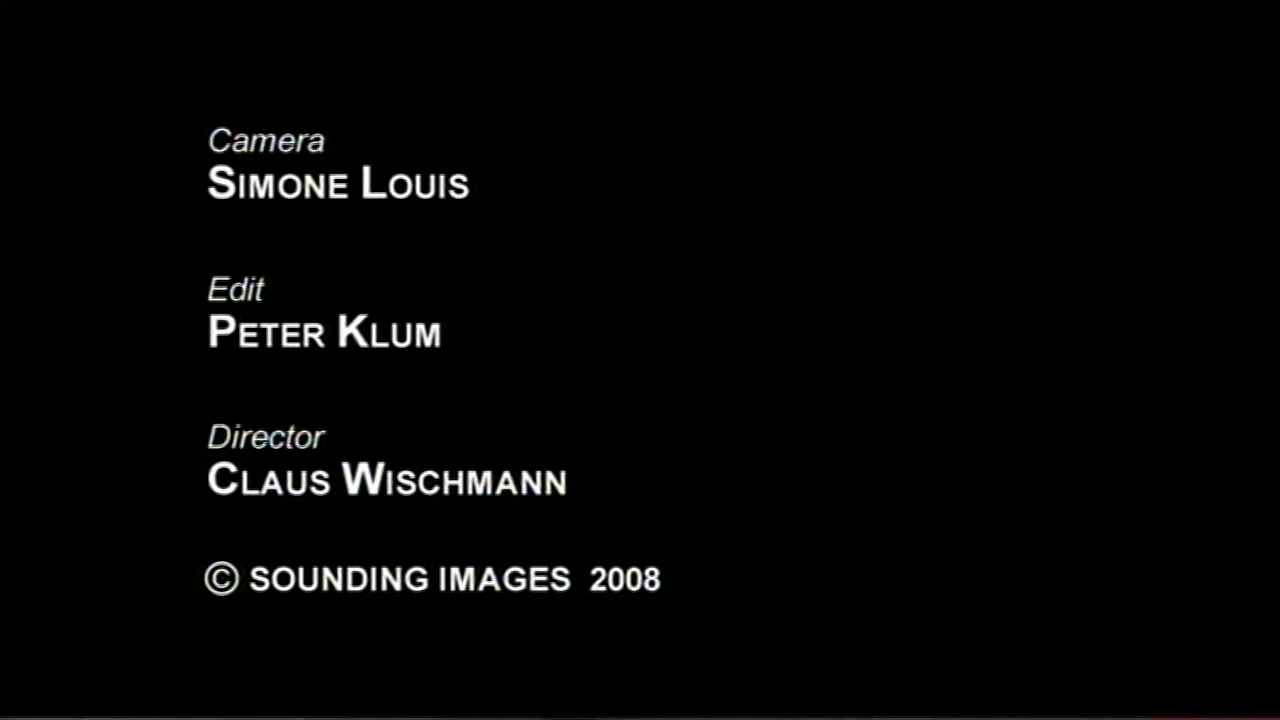 Camera
SIMONE LOUIS
Edit
PETER KLUM
Director
CLAUS WISCHMANN
© SOUNDING IMAGES 2008